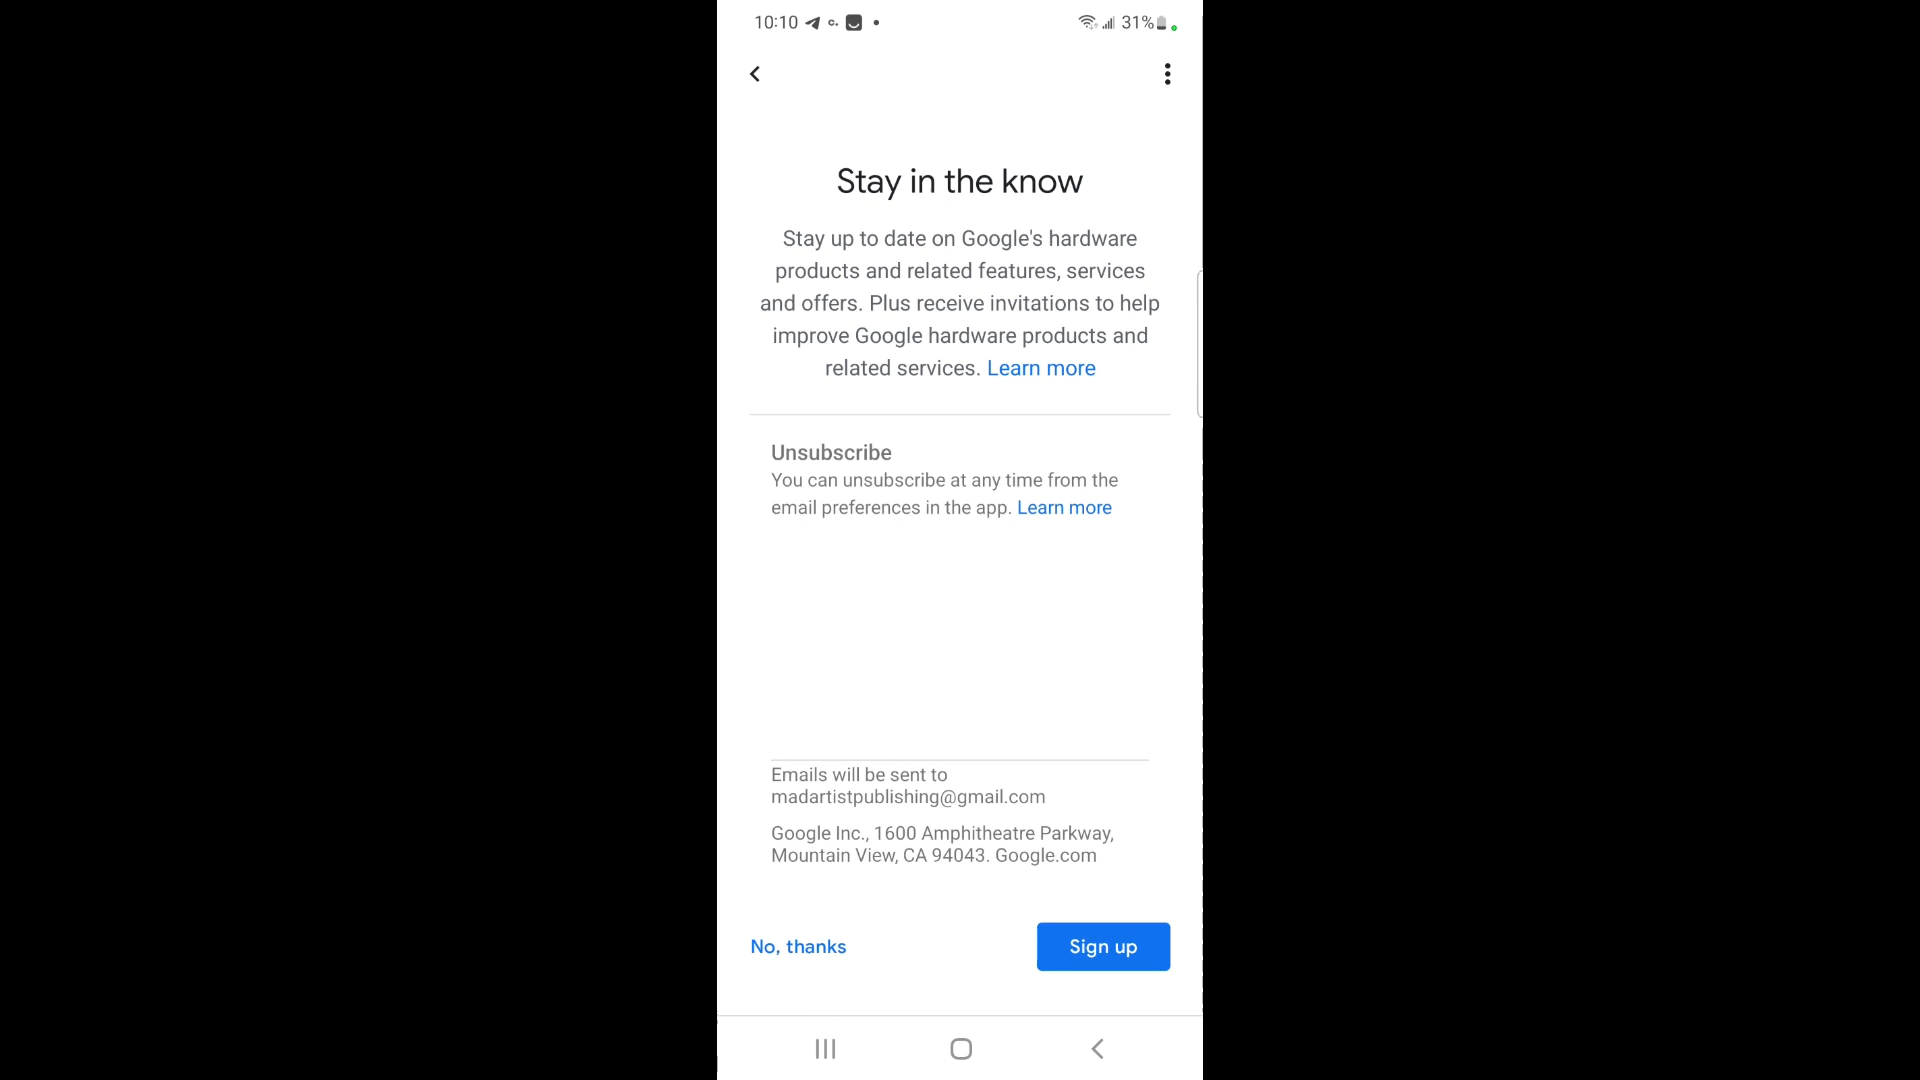 10:10
31%
Stay in the know
Stay up to date on Google's hardware
products and related features, services
and offers. Plus receive invitations to help
improve Google hardware products and
related services. Learn more
Unsubscribe
You can unsubscribe at any time from the
email preferences in the app. Learn more
Emails will be sent to
madartistpublishing@gmail.com
Google Inc., 1600 Amphitheatre Parkway,
Mountain View, CA 94043. Google.com
No, thanks
Sign up